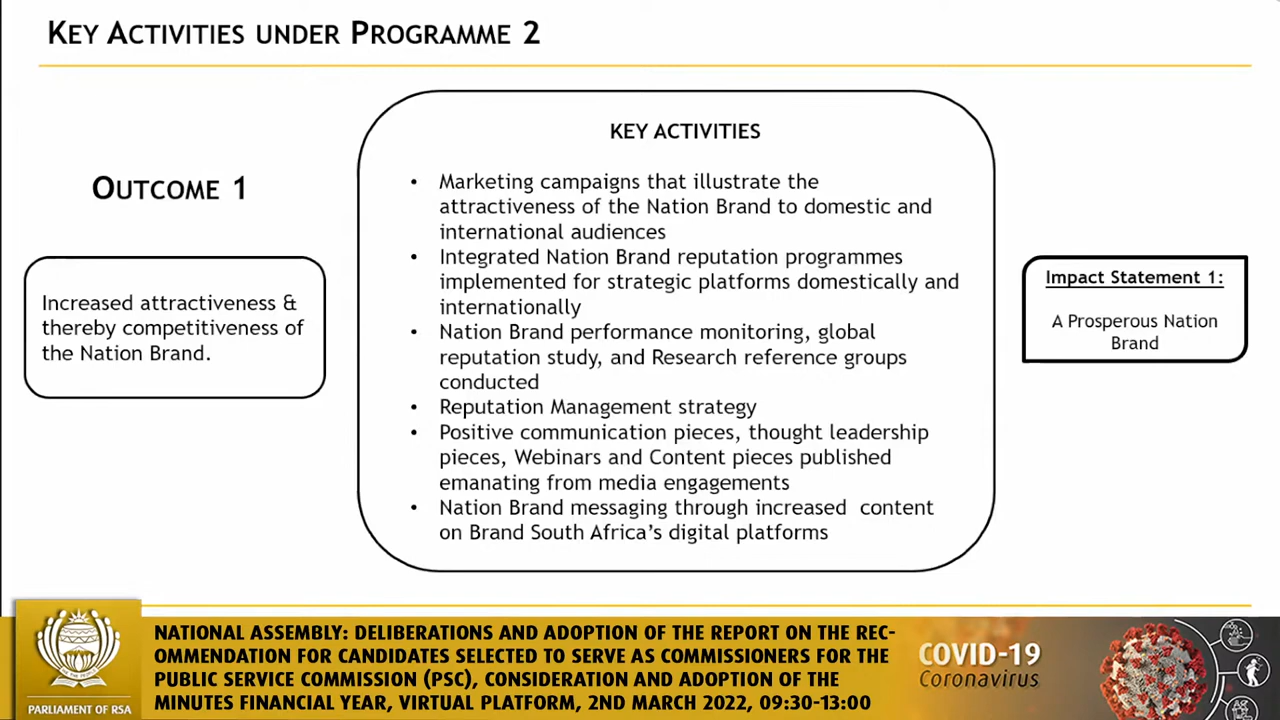 KEY ACTIVITIES UNDER PROGRAMME 2
KEY ACTIVITIES
OUTCOME 1
• Marketing campaigns that illustrate the
attractiveness of the Nation Brand to domestic and
international audiences
• Integrated Nation Brand reputation programmes
implemented for strategic platforms domestically and
internationally
• Nation Brand performance monitoring, global
reputation study, and Research reference groups
conducted
• Reputation Management strategy
• Positive communication pieces, thought leadership
pieces, Webinars and Content pieces published
emanating from media engagements
• Nation Brand messaging through increased content
on Brand South Africa's digital platforms
Increased attractiveness &
thereby competitiveness of
the Nation Brand.
Impact Statement 1:
A Prosperous Nation
Brand
NATIONAL ASSEMBLY: DELIBERATIONS AND ADOPTION OF THE REPORT ON THE REC-
OMMENDATION FOR CANDIDATES SELECTED TO SERVE AS COMMISSIONERS FOR THE
PUBLIC SERVICE COMMISSION (PSC), CONSIDERATION AND ADOPTION OF THE
MINUTES FINANCIAL YEAR, VIRTUAL PLATFORM, 2ND MARCH 2022, 09:30-13:00
PARLIAMENT OF RSA
COVID-19
Coronavirus